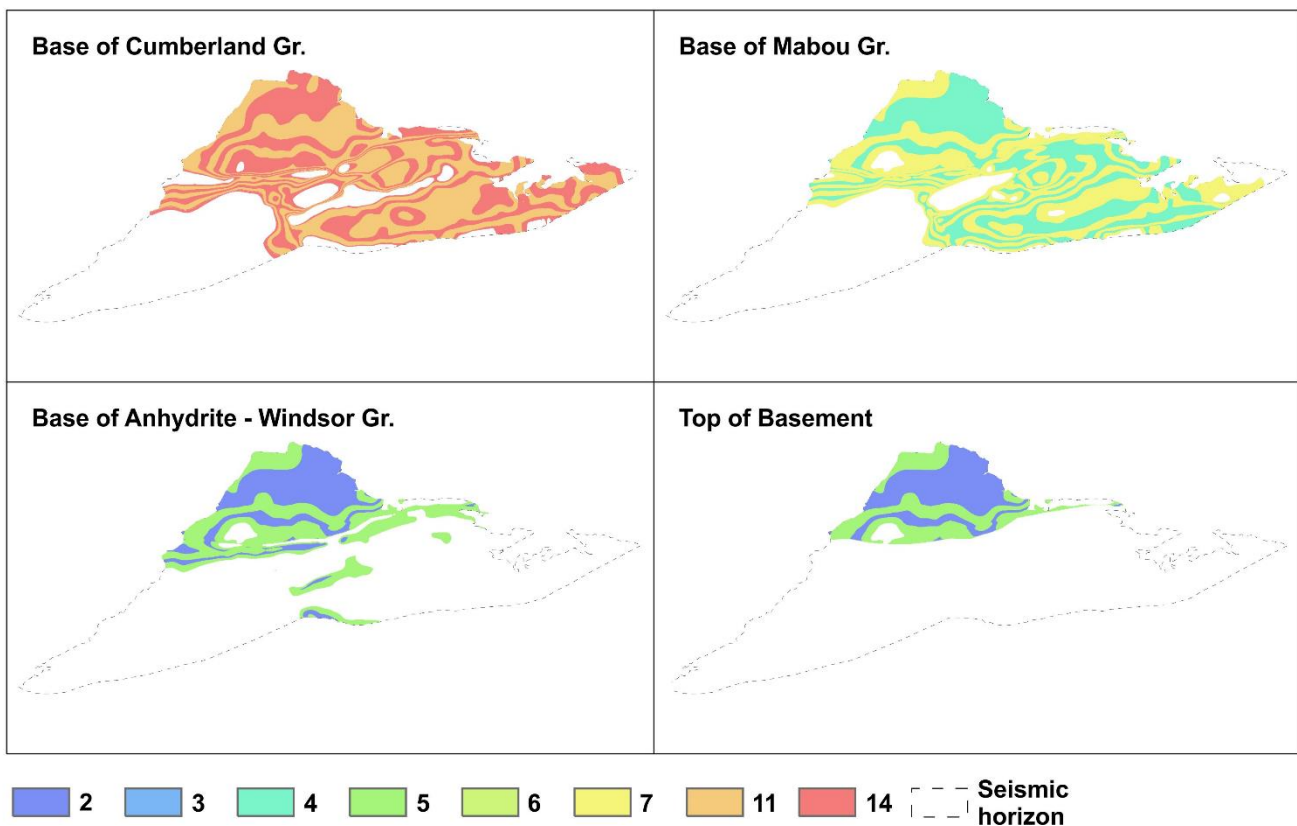 Base of Cumberland Gr.
Base of Mabou Gr.
Base of Anhydrite - Windsor Gr.
Top of Basement
2 3 4 5 6 7 11 14 Seismic
horizon